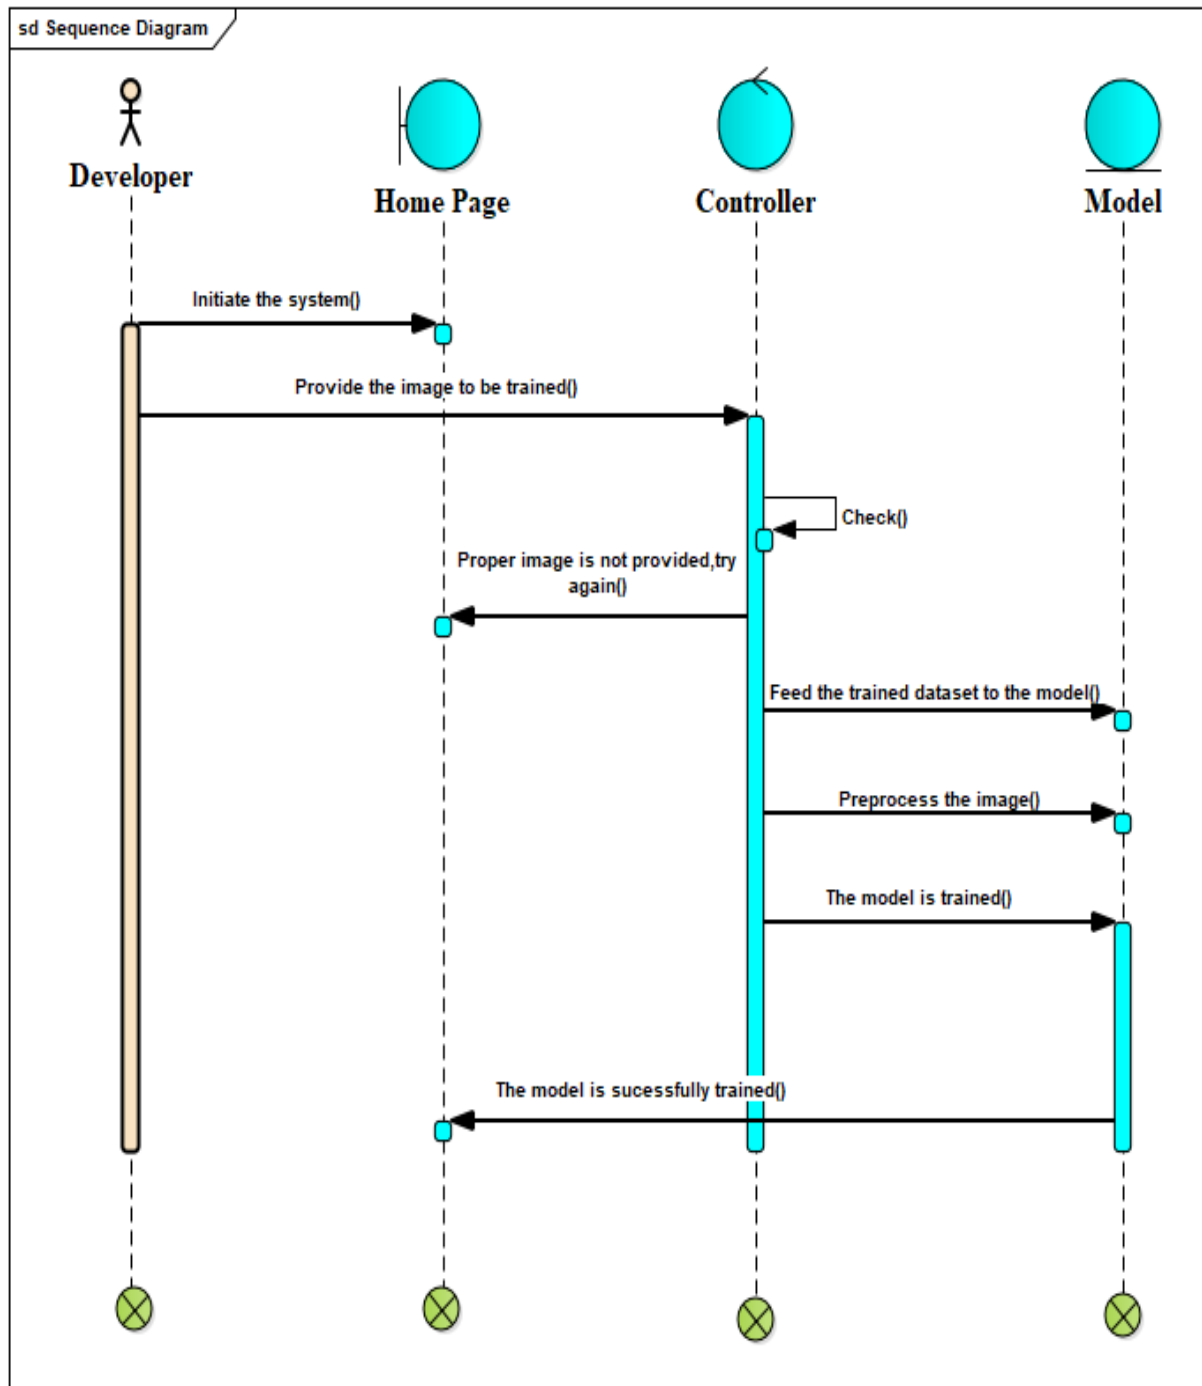 sd Sequence Diagram
Developer
Home Page
Controller
Model
Initiate the system()
Provide the image to be trained()
Check()
Proper image is not provided,try
again()
Feed the trained dataset to the model()
Preprocess the image()
The model is trained()
The model is sucessfully trained()